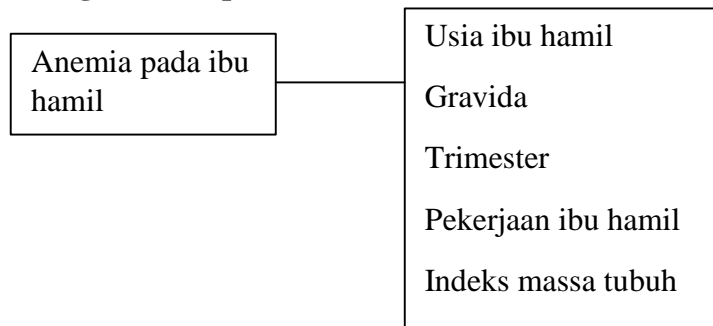 Anemia pada ibu
hamil
Usia ibu hamil
Gravida
Trimester
Pekerjaan ibu hamil
Indeks massa tubuh